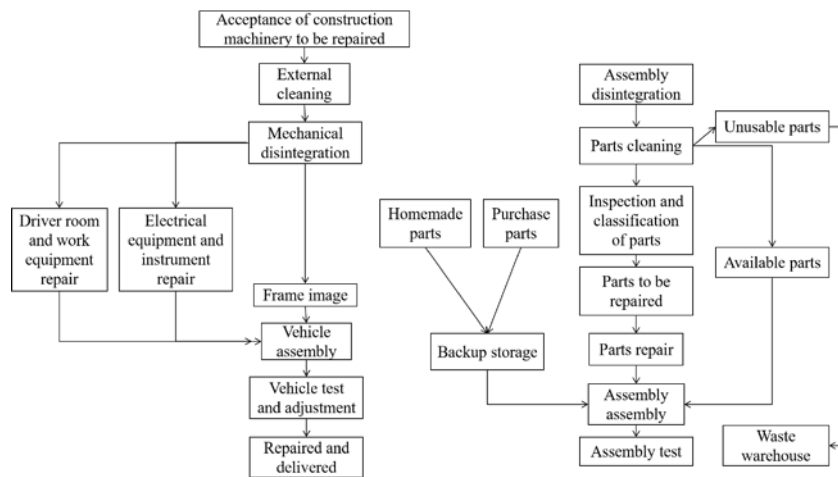 Acceptance of construction
machinery to be repaired
External
cleaning
Mechanical
disintegration
Driver room
and work
equipment
repair
Electrical
equipment and
instrument
repair
Frame image
Vehicle
assembly
Vehicle test
and adjustment
Repaired and
delivered
Homemade
parts
Purchase
parts
Backup storage
Assembly
disintegration
Parts cleaning
Inspection and
classification
of parts
Parts to be
repaired
Parts repair
Assembly
assembly
Assembly test
Unusable parts
Available parts
Waste
warehouse